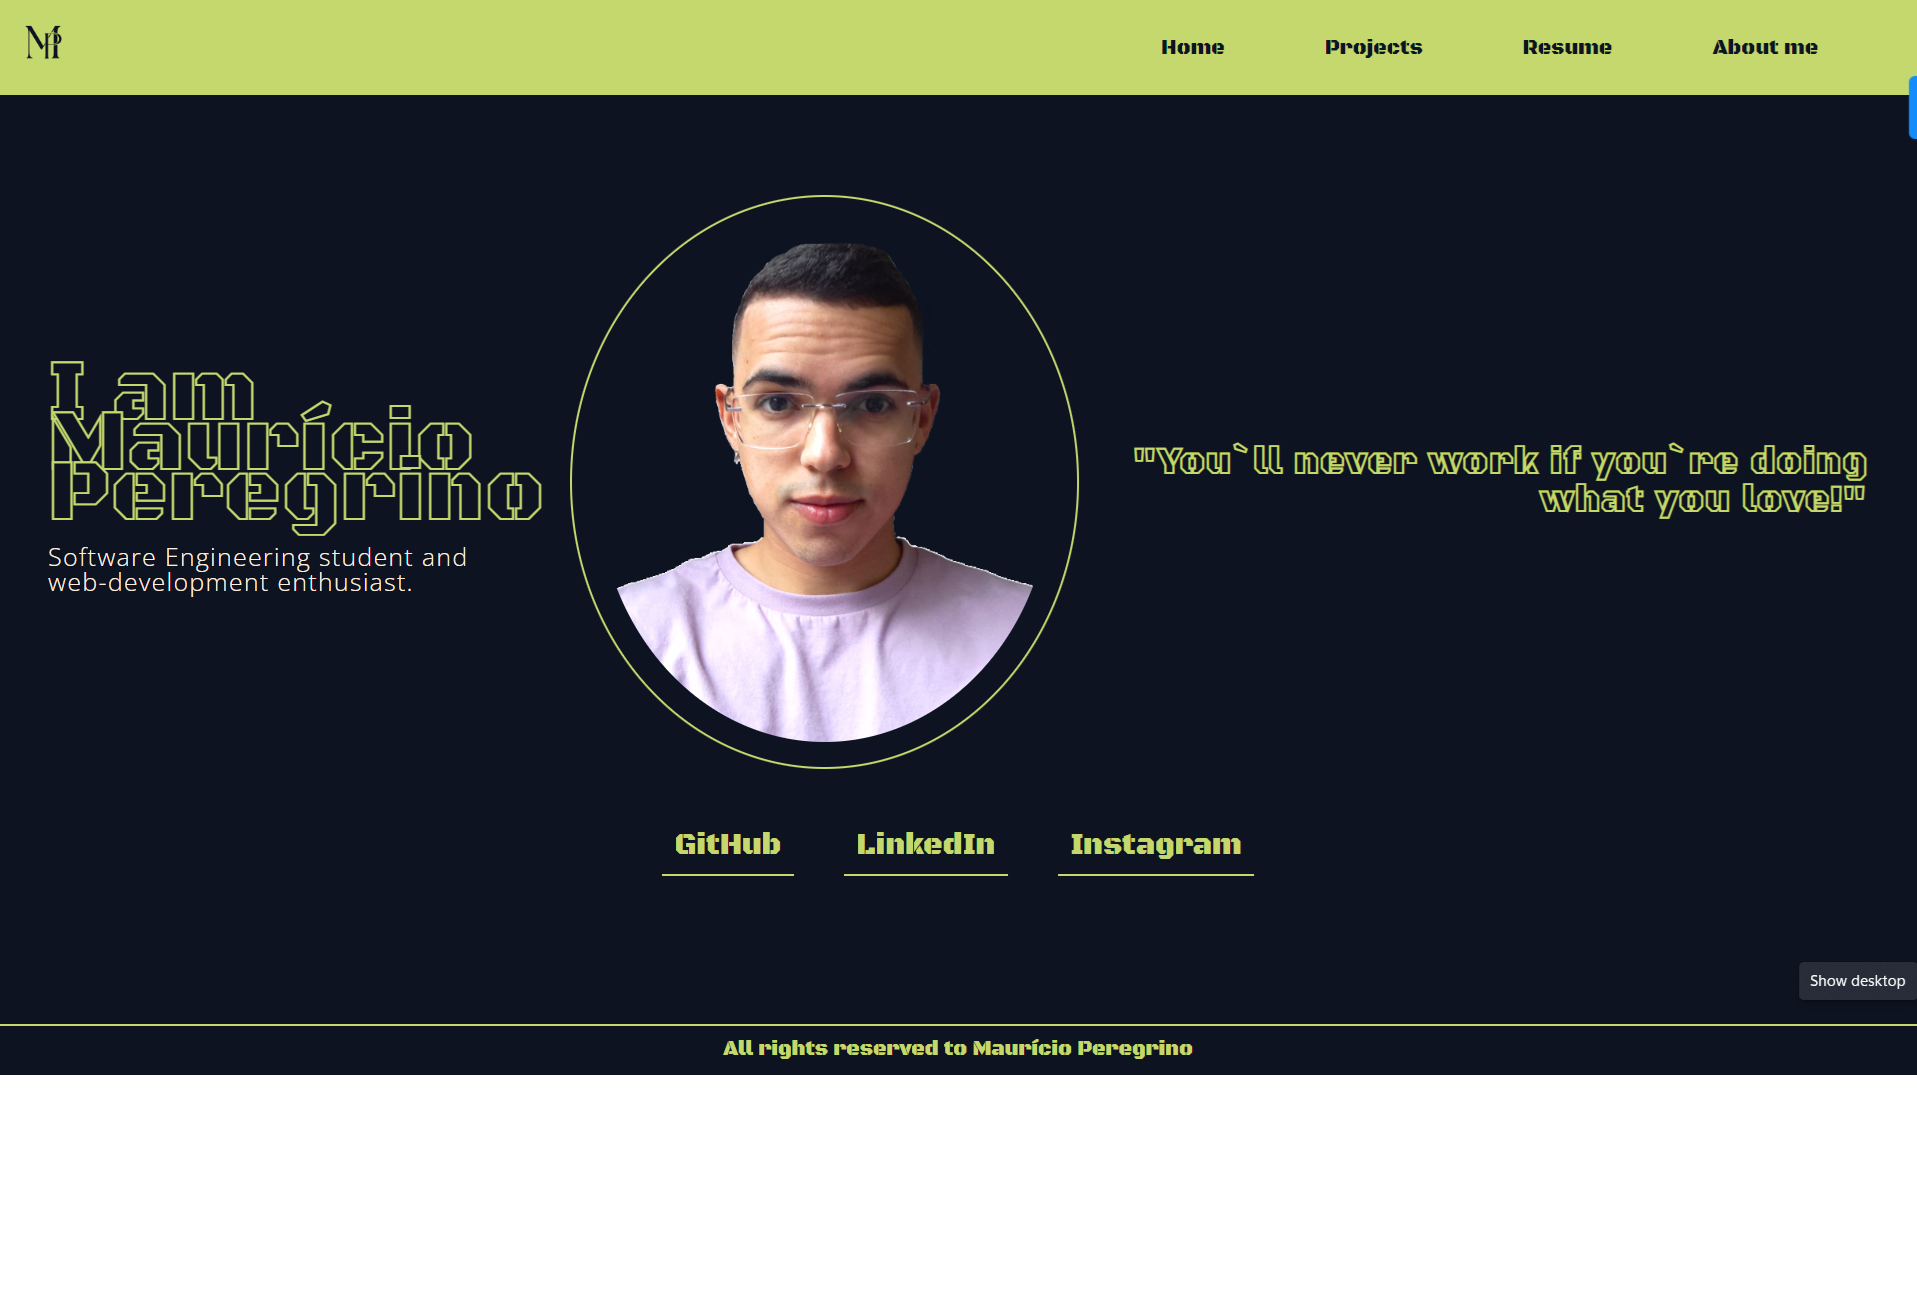 MP
Home Projects Resume About me
I am
Maurício
Peregrino
Software Engineering student and
web-development enthusiast.
"You`ll never work if you`re doing
what you love!"
GitHub LinkedIn Instagram
Show desktop
All rights reserved to Maurício Peregrino